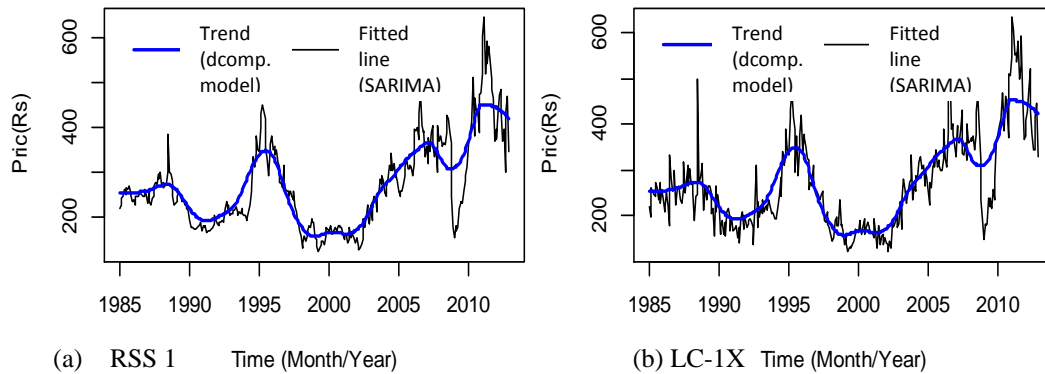 600
400
200
Pric(Rs)
Trend
(dcomp.
model)
Fitted
line
(SARIMA)
1985 1990 1995 2000 2005 2010
(a) RSS 1 Time (Month/Year)
600
400
200
Pric(Rs)
Trend
(dcomp.
model)
Fitted
line
(SARIMA)
1985 1990 1995 2000 2005 2010
(b) LC-1X Time (Month/Year)